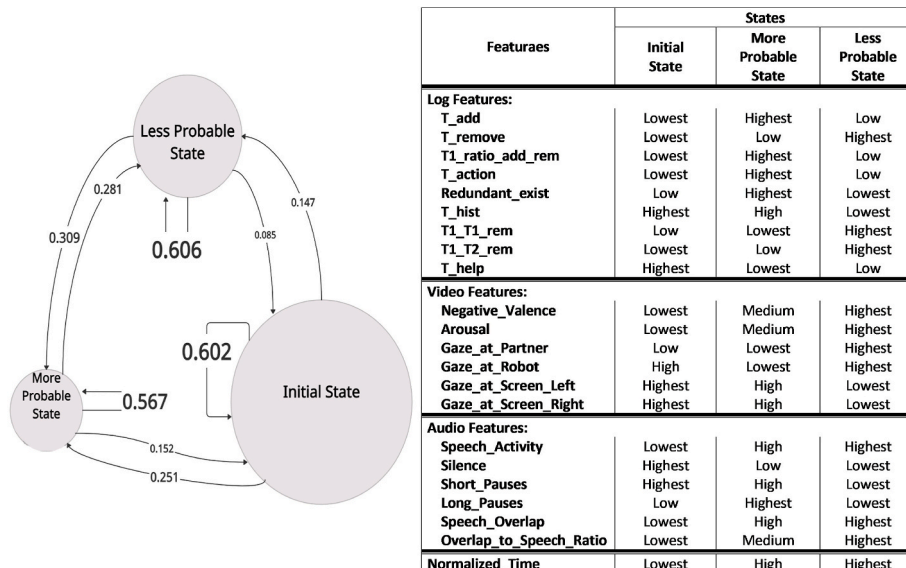 Less Probable
State
0.281
0.147
0.309
0.606
0.085
0.602
Initial State
More
Probable
State
0.567
0.152
0.251
Featuraes States
Initial State More Probable State Less Probable State
Log Features:
T_add Lowest Highest Low
T_remove Lowest Low Highest
T1_ratio_add_rem Lowest Highest Low
T_action Lowest Highest Low
Redundant_exist Low Highest Lowest
T_hist Highest High Lowest
T1_T1_rem Low Lowest Highest
T1_T2_rem Lowest Low Highest
T_help Highest Lowest Low
Video Features:
Negative_Valence Lowest Medium Highest
Arousal Lowest Medium Highest
Gaze_at_Partner Low Lowest Highest
Gaze_at_Robot High Lowest Highest
Gaze_at_Screen_Left Highest High Lowest
Gaze_at_Screen_Right Highest High Lowest
Audio Features:
Speech_Activity Lowest High Highest
Silence Highest Low Lowest
Short_Pauses Highest High Lowest
Long_Pauses Low Highest Lowest
Speech_Overlap Lowest High Highest
Overlap_to_Speech_Ratio Lowest Medium Highest
Normalized_Time Lowest High Highest